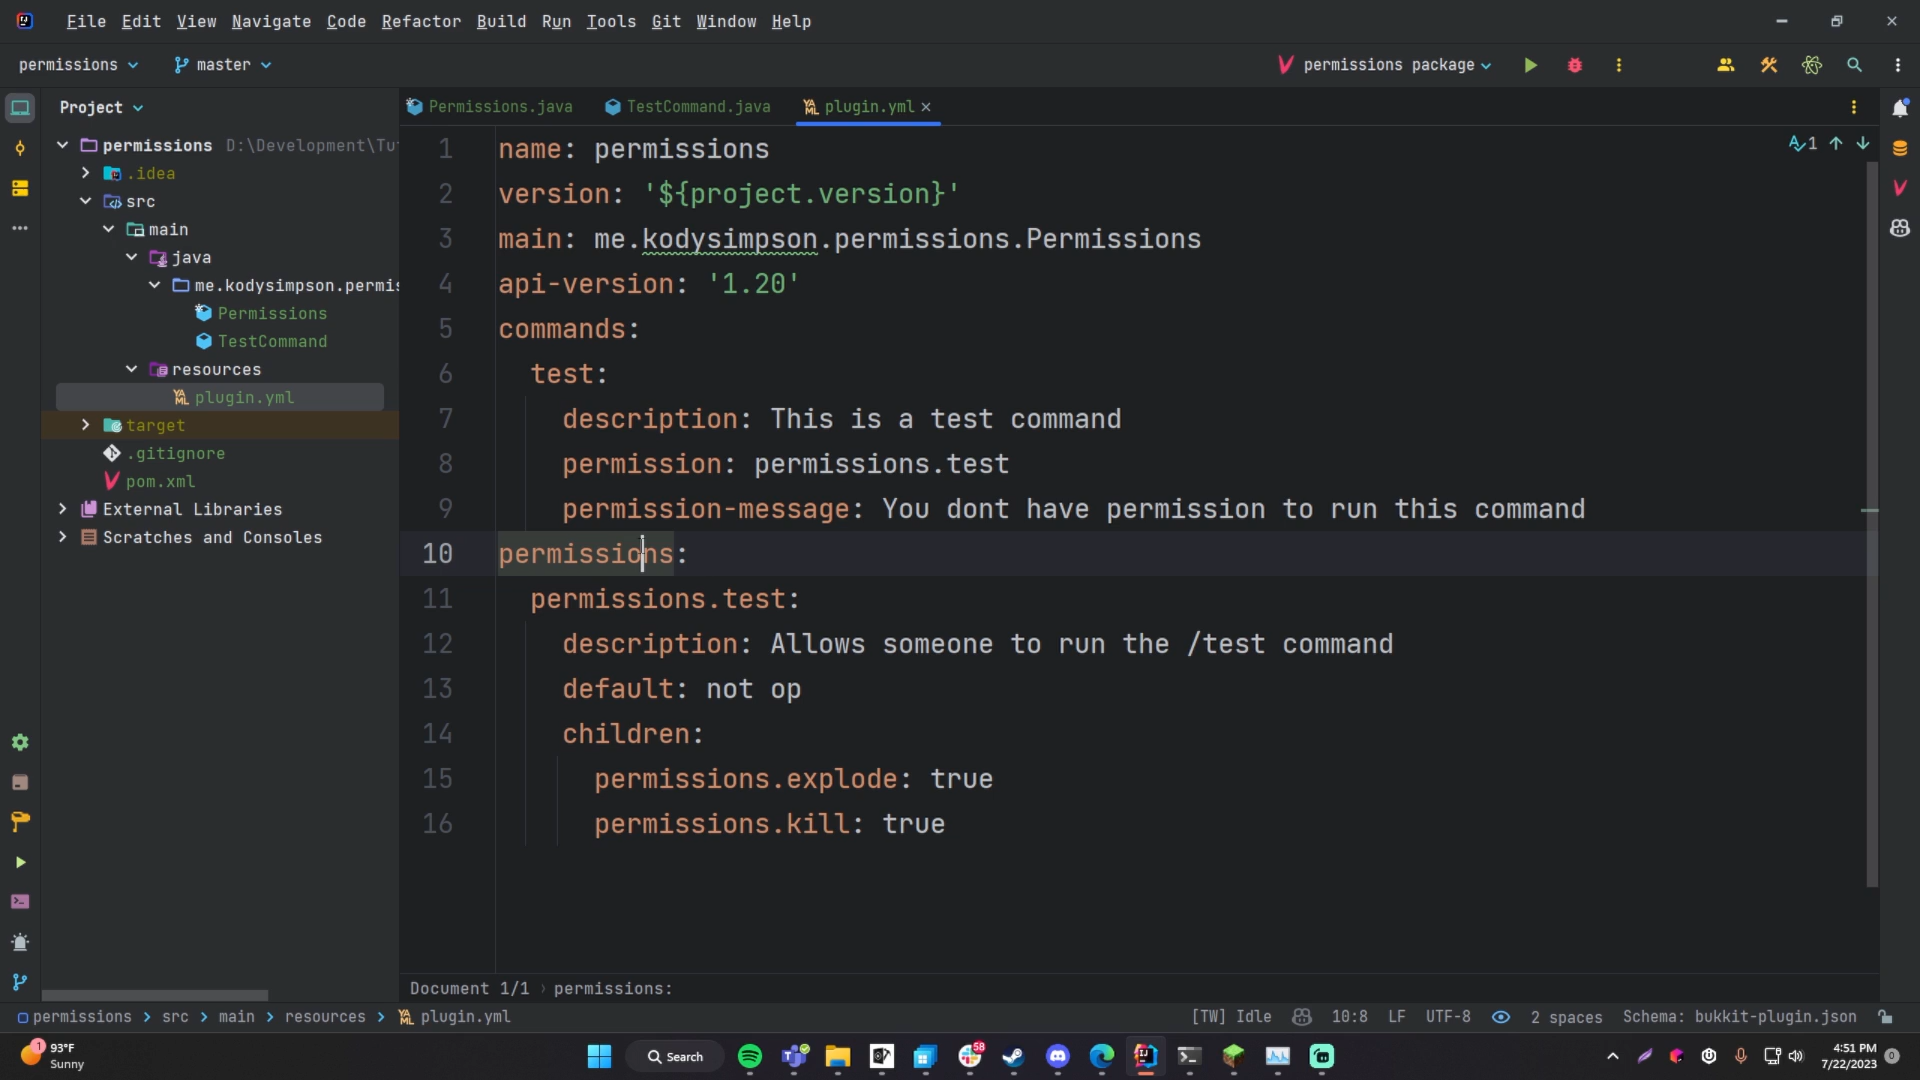 File Edit View Navigate Code Refactor Build Run Tools Git Window Help
permissions master permissions package
Project Permissions.java TestCommand.java plugin.yml
permissions D:\Development\Tu
.idea
src
main
java
me.kodysimpson.permis
Permissions
TestCommand
resources
plugin.yml
target
.gitignore
pom.xml
External Libraries
Scratches and Consoles
1 name: permissions
2 version: '${project.version}'
3 main: me.kodysimpson.permissions.Permissions
4 api-version: '1.20'
5 commands:
6 test:
7 description: This is a test command
8 permission: permissions.test
9 permission-message: You dont have permission to run this command
10 permissions:
11 permissions.test:
12 description: Allows someone to run the /test command
13 default: not op
14 children:
15 permissions.explode: true
16 permissions.kill: true
1
Document 1/1 › permissions:
permissions > src > main > resources > plugin.yml [TW] Idle 10:8 LF UTF-8 2 spaces Schema: bukkit-plugin.json
1 93°F
Sunny
Search
58
4:51 PM
7/22/2023
0